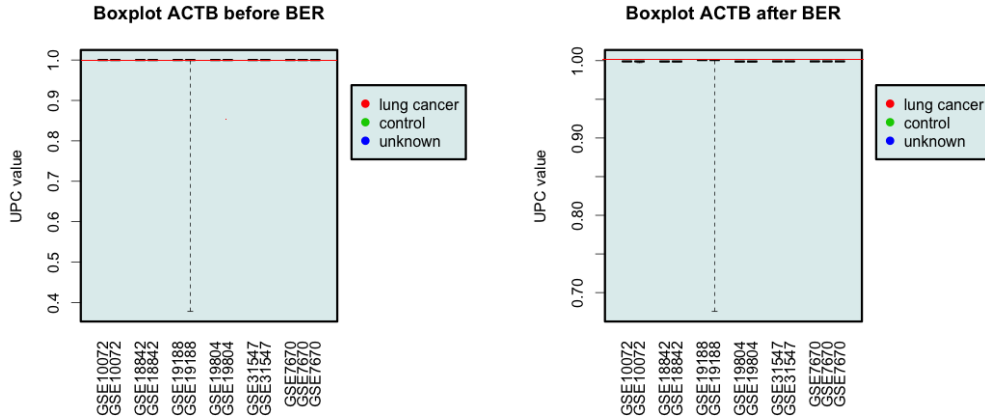 Boxplot ACTB before BER
UPC value
1.0
0.9
0.8
0.7
0.6
0.5
0.4
GSE10072
GSE10072
GSE18842
GSE18842
GSE19188
GSE19188
GSE19804
GSE19804
GSE31547
GSE31547
GSE7670
GSE7670
GSE7670
lung cancer
control
unknown
Boxplot ACTB after BER
UPC value
1.00
0.90
0.80
0.70
GSE10072
GSE10072
GSE18842
GSE18842
GSE19188
GSE19188
GSE19804
GSE19804
GSE31547
GSE31547
GSE7670
GSE7670
GSE7670
lung cancer
control
unknown